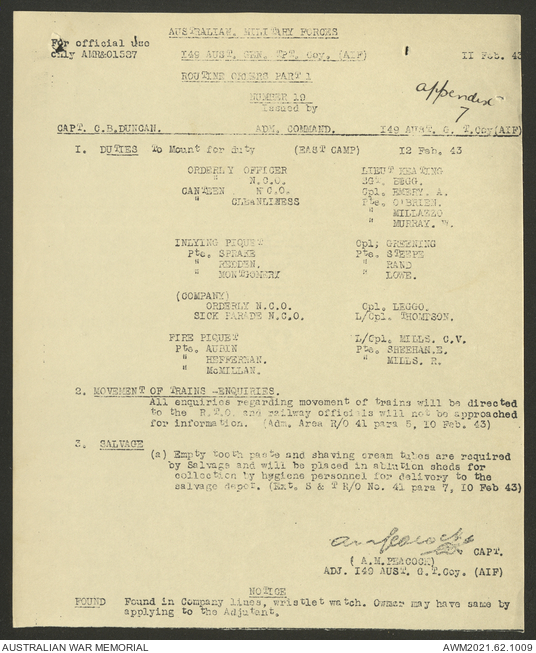 AUSTRALIAN. MILITARY FORCES
For official Use
only AMR&O1587
149 AUST. GEN. TPT. Coy. (AIF)
11 Feb. 43
ROUTINE ORDERS PART 1
NUMBER 19
Issued by
appendix
7
CAPT. G.B.DUNCAN. ADM. COMMAND. 149 AUST. G. T.Coy(AIF)
1. DUTIES To Mount for duty (EAST CAMP) 12 Feb. 43
ORDERLY OFFICER LIEUT KEATING
" N.C.O. SGT. BEGG.
CANTEEN N'C.O. Cpl. EMERY. A.
" CLEANLINESS Pte. O'BRIEN.
" MILLAZZO
" MURRAY. W.
INLYING PIQUET Cpl; GREENING
Pte. SPRAKE Pte. STEEPE
" REDDEN. " RAND
" MONTGOMERY " LOWE.
(COMPANY)
ORDERLY N.C.O. Cpl. LEGGO.
SICK PARADE N.C.O. L/Cpl. THOMPSON.
FIRE PIQUET L/Cpl. MILLS. C.V.
Pte. AUBIN Pte. SHEEHAN.E.
" HEFFERNAN. " MILLS. R.
" McMILLAN.
2. MOVEMENT OF TRAINS -ENQUIRIES.
All enquiries regarding movement of trains will be directed
to the R.T.O. and railway officials will not be approached
for information. (Adm. Area R/O 41 para 5, 10 Feb. 43)
3. SALVAGE
(a) Empty tooth paste and shaving cream tubes are required
by Salvage and will be placed in ablution sheds for
collection by hygiene personnel for delivery to the
salvage depot. (Ext. S & T R/O No. 41 para 7, 10 Feb 43)
CAPT.
( A.M.PEACOCK)
ADJ. 149 AUST. G.T.Coy. (AIF)
NOTICE
FOUND Found in Company lines, wristlet watch. Owner may have same by
applying to the Adjutant.
AUSTRALIAN WAR MEMORIAL AWM2021.62.1009